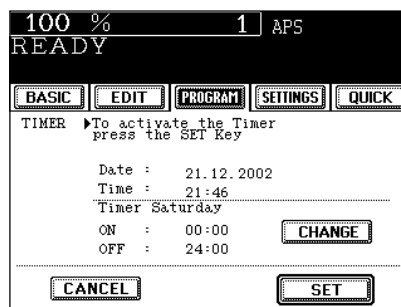 100 % 1 APS
READY
BASIC EDIT PROGRAM SETTINGS QUICK
TIMER ▶To activate the Timer
press the SET Key
Date : 21.12.2002
Time : 21:46
Timer Saturday
ON : 00:00 CHANGE
OFF : 24:00
CANCEL SET